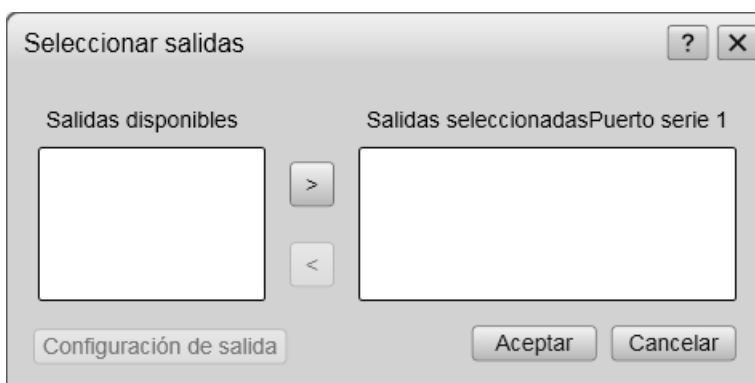 Seleccionar salidas ? X
Salidas disponibles Salidas seleccionadasPuerto serie 1
>
<
Configuración de salida Aceptar Cancelar